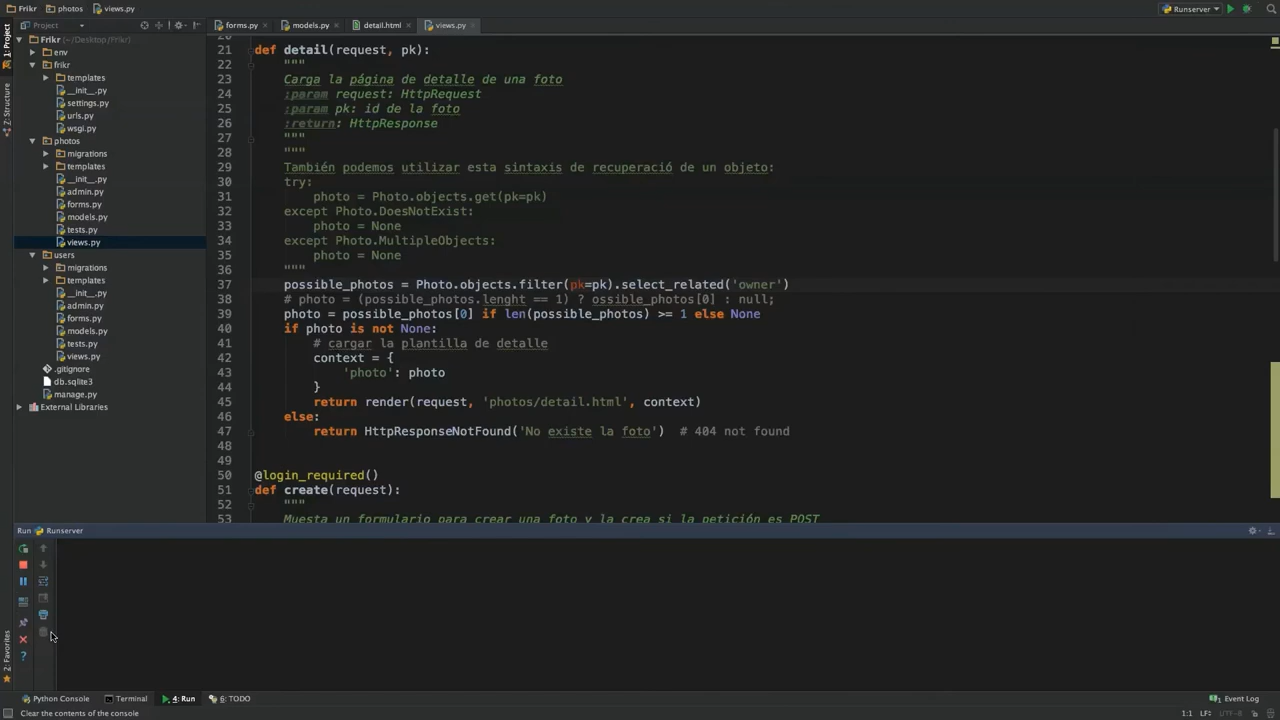 Frikr
photos
views.py
Runserver
Project
forms.py
models.py
detail.html
views.py
1: Project
Z: Structure
2: Favorites
Frikr (~/Desktop/Frikr)
env
frikr
templates
__init__.py
settings.py
urls.py
wsgi.py
photos
migrations
templates
__init__.py
admin.py
forms.py
models.py
tests.py
views.py
users
migrations
templates
__init__.py
admin.py
forms.py
models.py
tests.py
views.py
.gitignore
db.sqlite3
manage.py
External Libraries
20
21 def detail(request, pk):
22 """
23 Carga la página de detalle de una foto
24 :param request: HttpRequest
25 :param pk: id de la foto
26 :return: HttpResponse
27 """
28 """
29 También podemos utilizar esta sintaxis de recuperació de un objeto:
30 try:
31 photo = Photo.objects.get(pk=pk)
32 except Photo.DoesNotExist:
33 photo = None
34 except Photo.MultipleObjects:
35 photo = None
36 """
37 possible_photos = Photo.objects.filter(pk=pk).select_related('owner')
38 # photo = (possible_photos.lenght == 1) ? ossible_photos[0] : null;
39 photo = possible_photos[0] if len(possible_photos) >= 1 else None
40 if photo is not None:
41 # cargar la plantilla de detalle
42 context = {
43 'photo': photo
44 }
45 return render(request, 'photos/detail.html', context)
46 else:
47 return HttpResponseNotFound('No existe la foto') # 404 not found
48
49
50 @login_required()
51 def create(request):
52 """
53 Muesta un formulario para crear una foto y la crea si la petición es POST
Run Runserver
Python Console
Terminal
4: Run
6: TODO
1 Event Log
Clear the contents of the console
1:1
LF÷
UTF-8